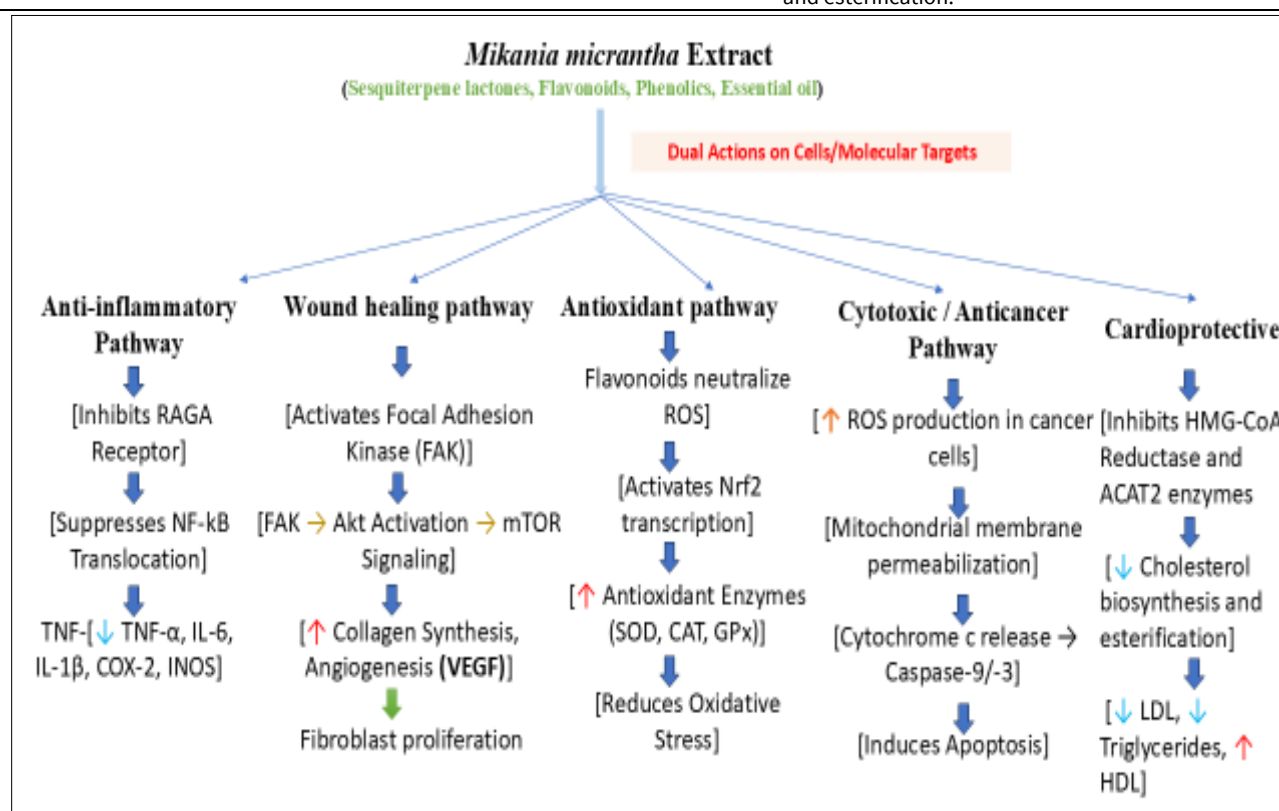 and esterification.
Mikania micrantha Extract
(Sesquiterpene lactones, Flavonoids, Phenolics, Essential oil)
Dual Actions on Cells/Molecular Targets
Anti-inflammatory
Pathway
[Inhibits RAGA
Receptor]
[Suppresses NF-kB
Translocation]
TNF-[↓ TNF-α, IL-6,
IL-1β, COX-2, INOS]
Wound healing pathway
[Activates Focal Adhesion
Kinase (FAK)]
[FAK → Akt Activation → mTOR
Signaling]
[↑ Collagen Synthesis,
Angiogenesis (VEGF)]
Fibroblast proliferation
Antioxidant pathway
Flavonoids neutralize
ROS]
[Activates Nrf2
transcription]
[↑ Antioxidant Enzymes
(SOD, CAT, GPx)]
[Reduces Oxidative
Stress]
Cytotoxic / Anticancer
Pathway
[↑ ROS production in cancer
cells]
[Mitochondrial membrane
permeabilization]
[Cytochrome c release →
Caspase-9/-3]
[Induces Apoptosis]
Cardioprotective
[Inhibits HMG-CoA
Reductase and
ACAT2 enzymes
[↓ Cholesterol
biosynthesis and
esterification]
[↓ LDL, ↓
Triglycerides, ↑
HDL]